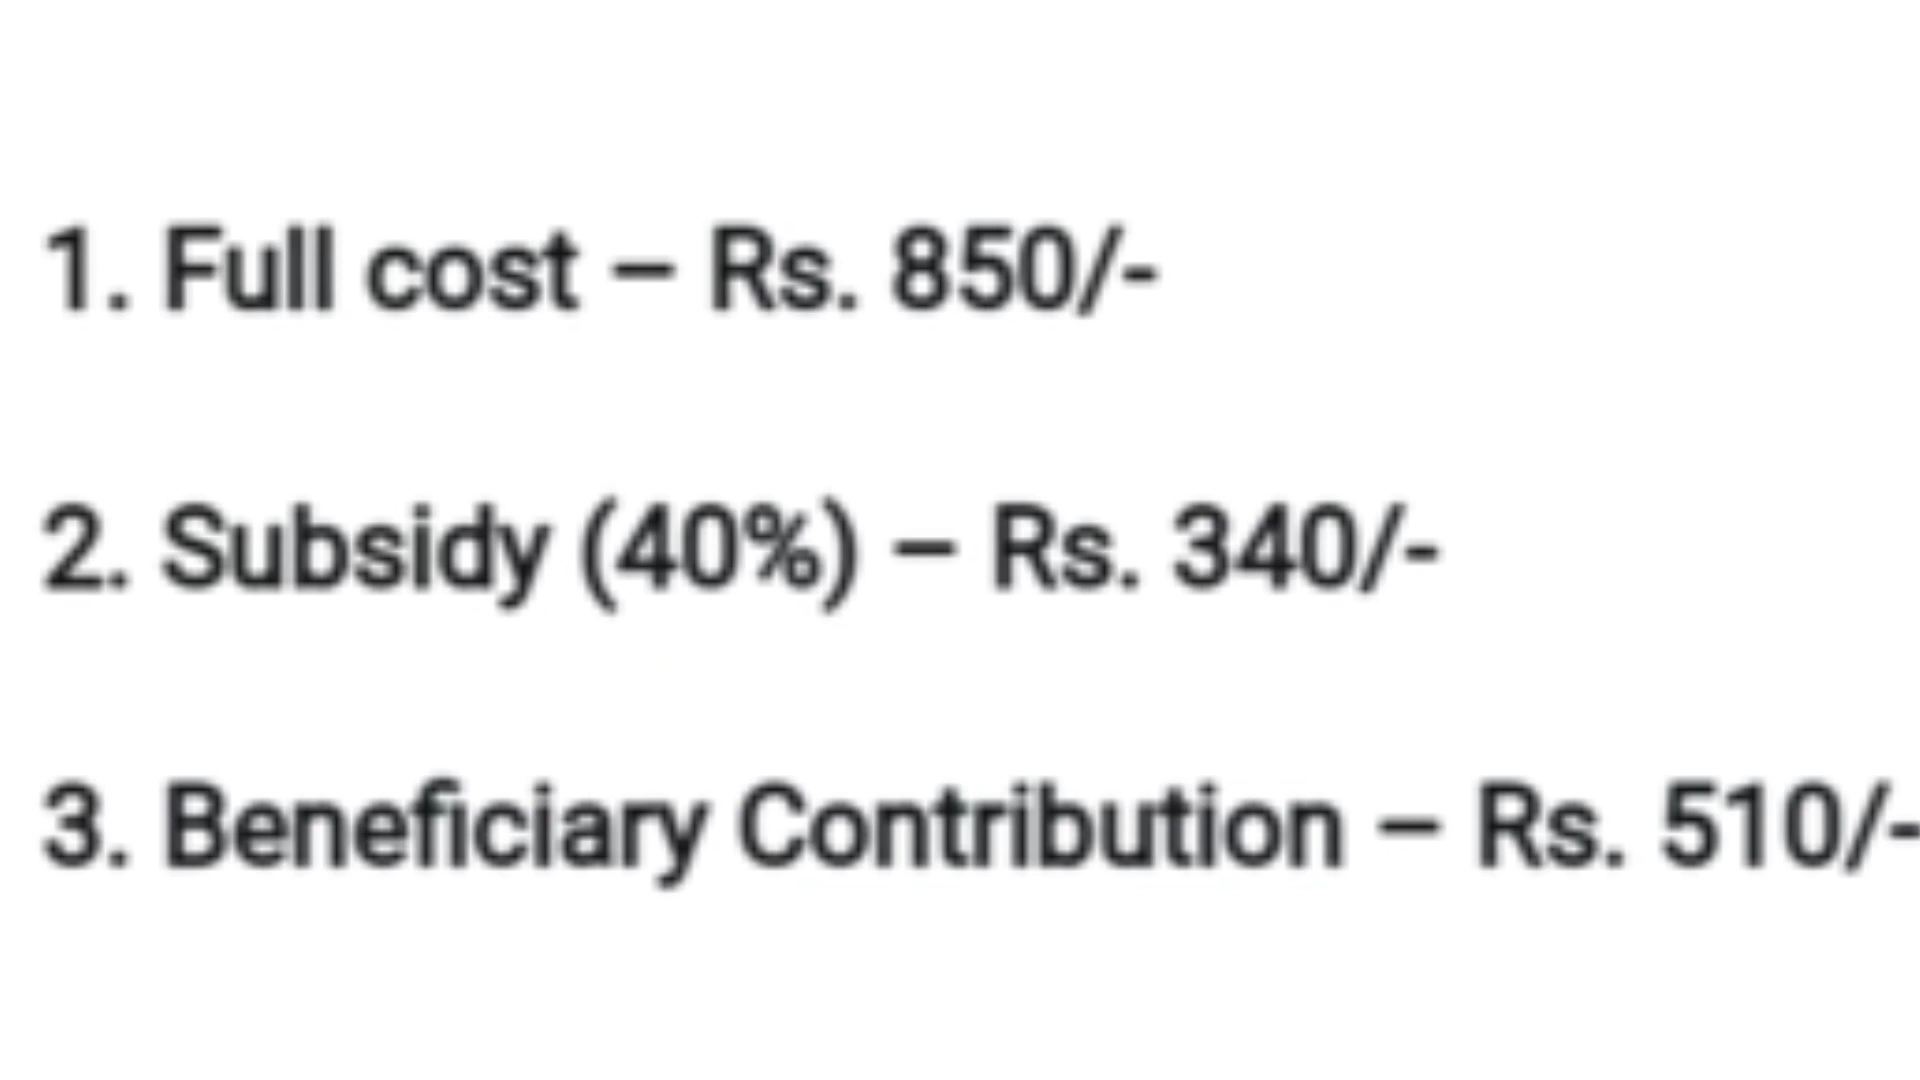 1. Full cost – Rs. 850/-
2. Subsidy (40%) – Rs. 340/-
3. Beneficiary Contribution – Rs. 510/-